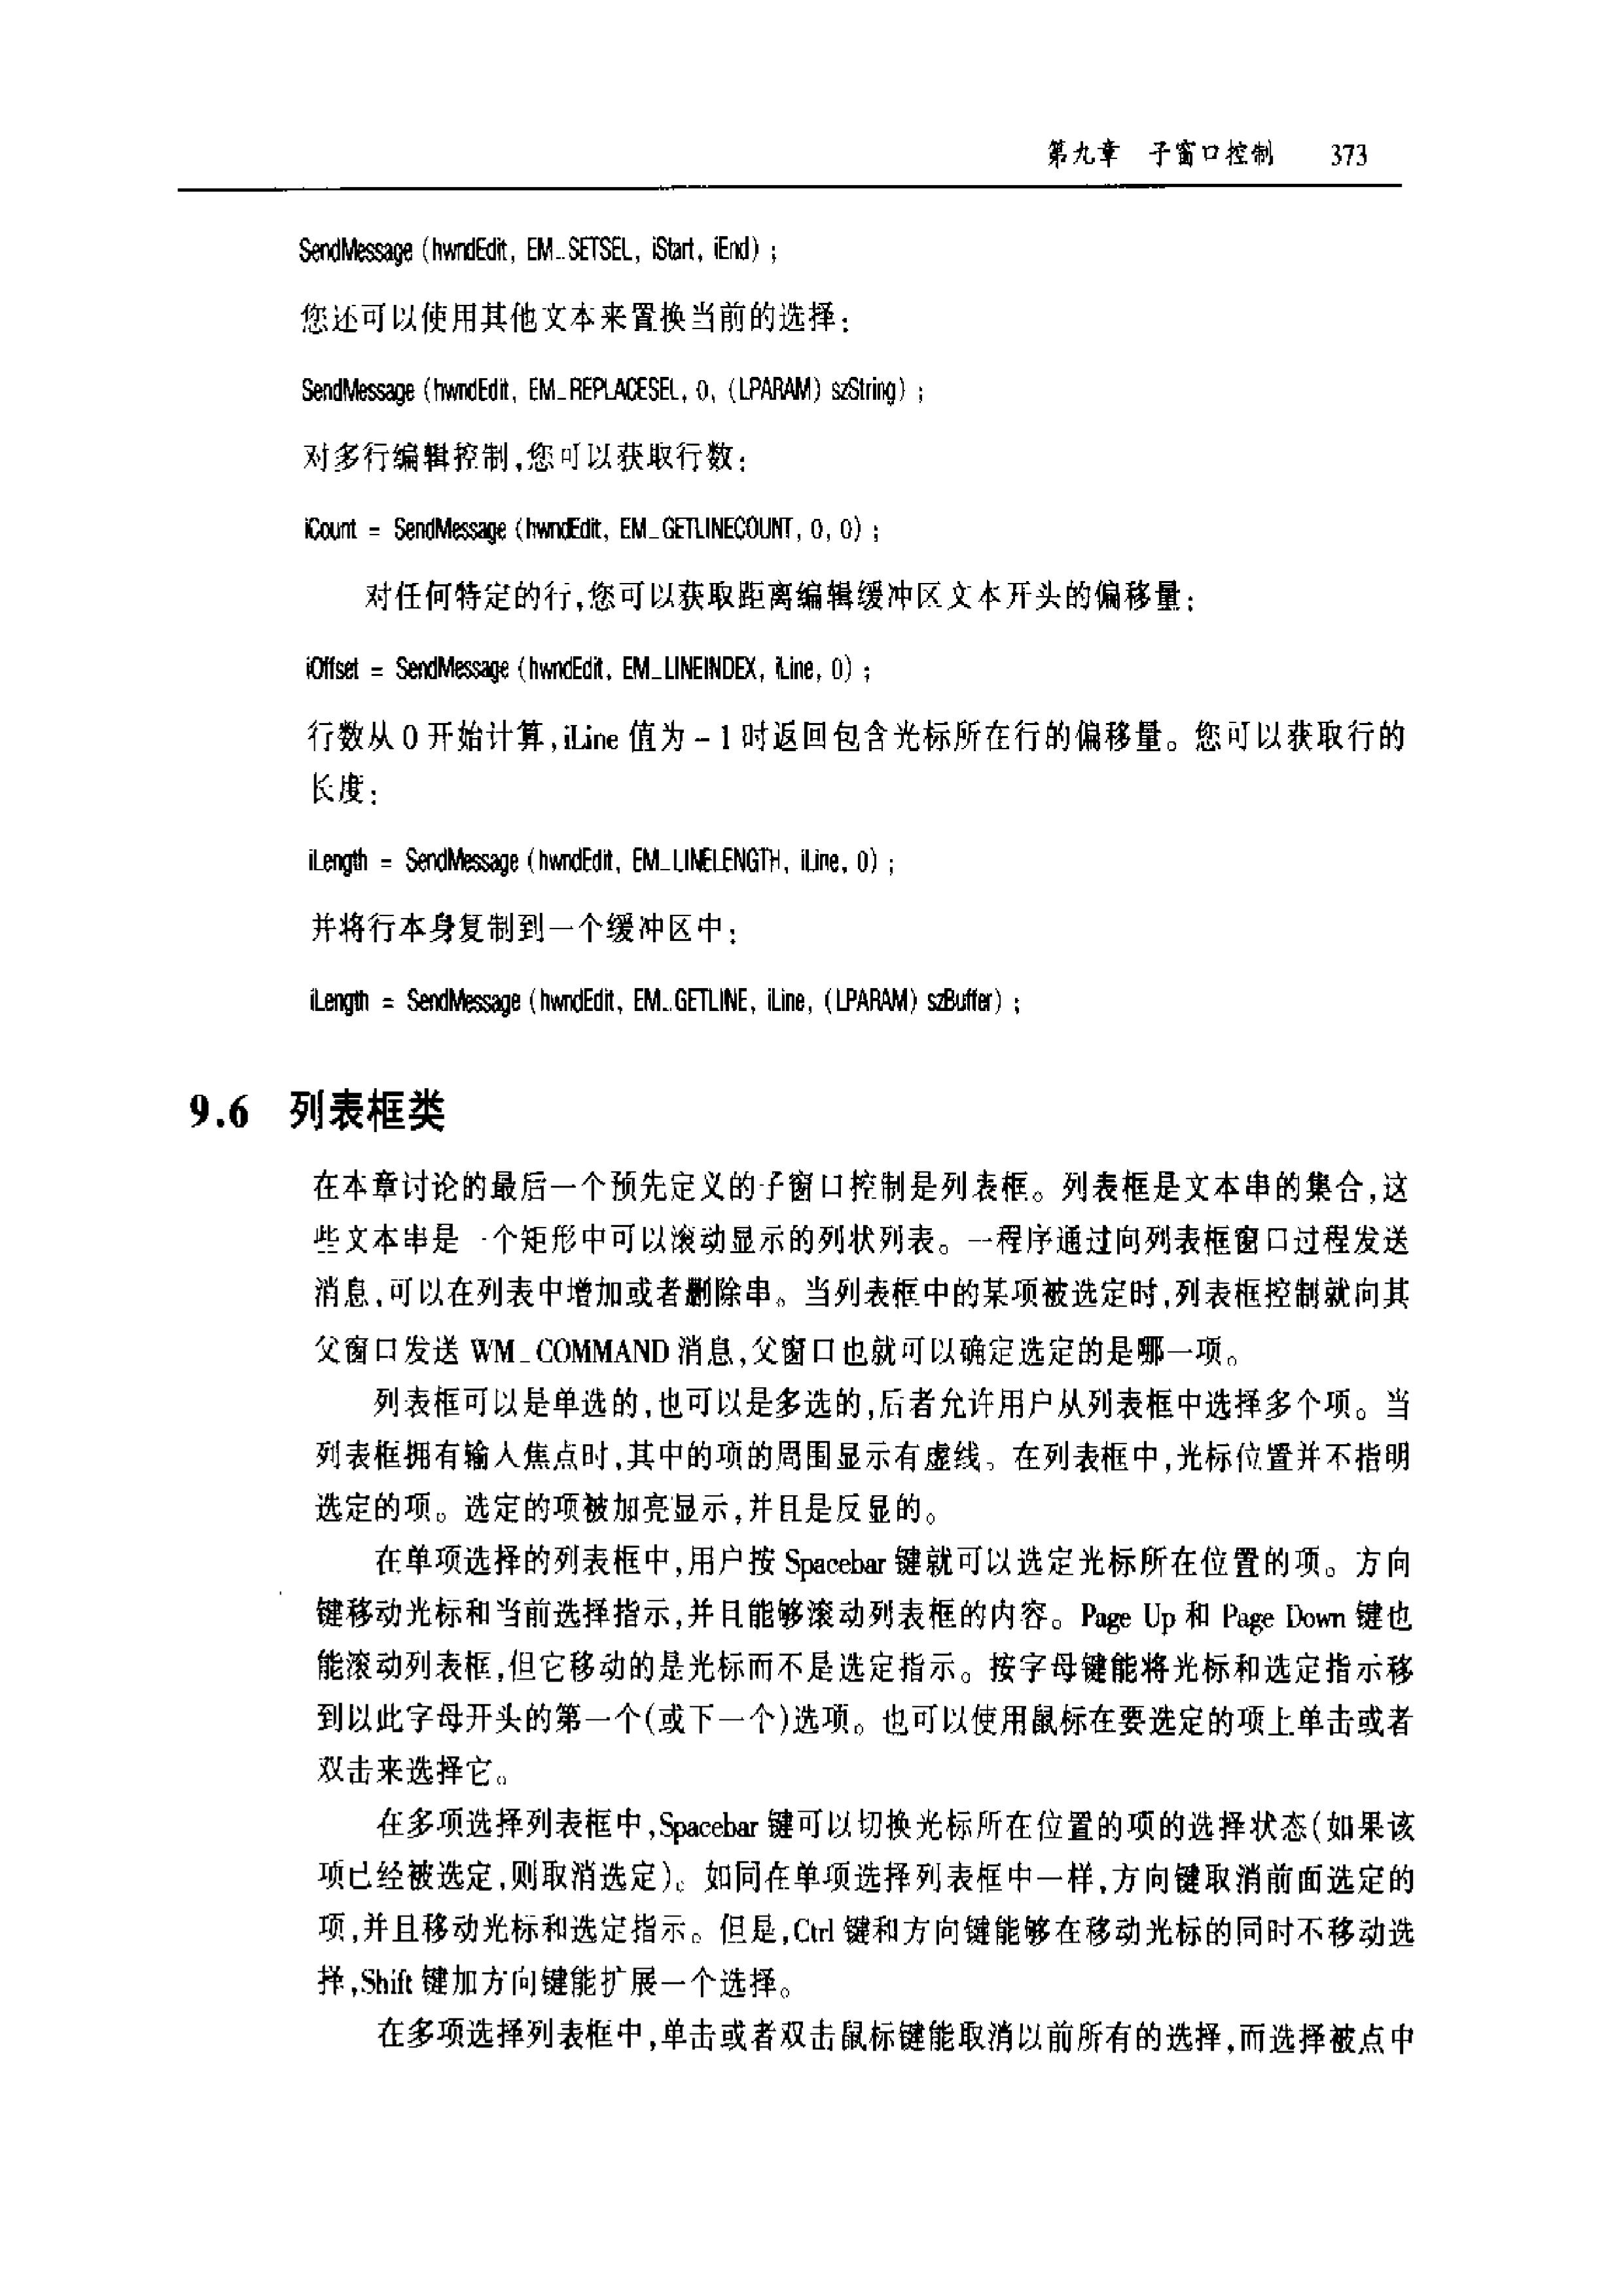 第九章 子窗口控制 373
SendMessage (hwndEdit, EM_SETSEL, iStart, iEnd) ;
您还可以使用其他文本来置换当前的选择:
SendMessage (hwndEdit, EM_REPLACESEL, 0, (LPARAM) szString) ;
对多行编辑控制,您可以获取行数:
iCount = SendMessage (hwndEdit, EM_GETLINECOUNT, 0, 0) ;
对任何特定的行,您可以获取距离编辑缓冲区文本开头的偏移量:
iOffset = SendMessage (hwndEdit, EM_LINEINDEX, iLine, 0) ;
行数从 0 开始计算,iLine 值为 -1 时返回包含光标所在行的偏移量。您可以获取行的
长度:
iLength = SendMessage (hwndEdit, EM_LINELENGTH, iLine, 0) ;
并将行本身复制到一个缓冲区中:
iLength = SendMessage (hwndEdit, EM_GETLINE, iLine, (LPARAM) szBuffer) ;
9.6 列表框类
在本章讨论的最后一个预先定义的子窗口控制是列表框。列表框是文本串的集合,这
些文本串是一个矩形中可以滚动显示的列状列表。一程序通过向列表框窗口过程发送
消息,可以在列表中增加或者删除串。当列表框中的某项被选定时,列表框控制就向其
父窗口发送 WM_COMMAND 消息,父窗口也就可以确定选定的是哪一项。
列表框可以是单选的,也可以是多选的,后者允许用户从列表框中选择多个项。当
列表框拥有输入焦点时,其中的项的周围显示有虚线。在列表框中,光标位置并不指明
选定的项。选定的项被加亮显示,并且是反显的。
在单项选择的列表框中,用户按 Spacebar 键就可以选定光标所在位置的项。方向
键移动光标和当前选择指示,并且能够滚动列表框的内容。Page Up 和 Page Down 键也
能滚动列表框,但它移动的是光标而不是选定指示。按字母键能将光标和选定指示移
到以此字母开头的第一个(或下一个)选项。也可以使用鼠标在要选定的项上单击或者
双击来选择它。
在多项选择列表框中,Spacebar 键可以切换光标所在位置的项的选择状态(如果该
项已经被选定,则取消选定)。如同在单项选择列表框中一样,方向键取消前面选定的
项,并且移动光标和选定指示。但是,Ctrl 键和方向键能够在移动光标的同时不移动选
择,Shift 键加方向键能扩展一个选择。
在多项选择列表框中,单击或者双击鼠标键能取消以前所有的选择,而选择被点中